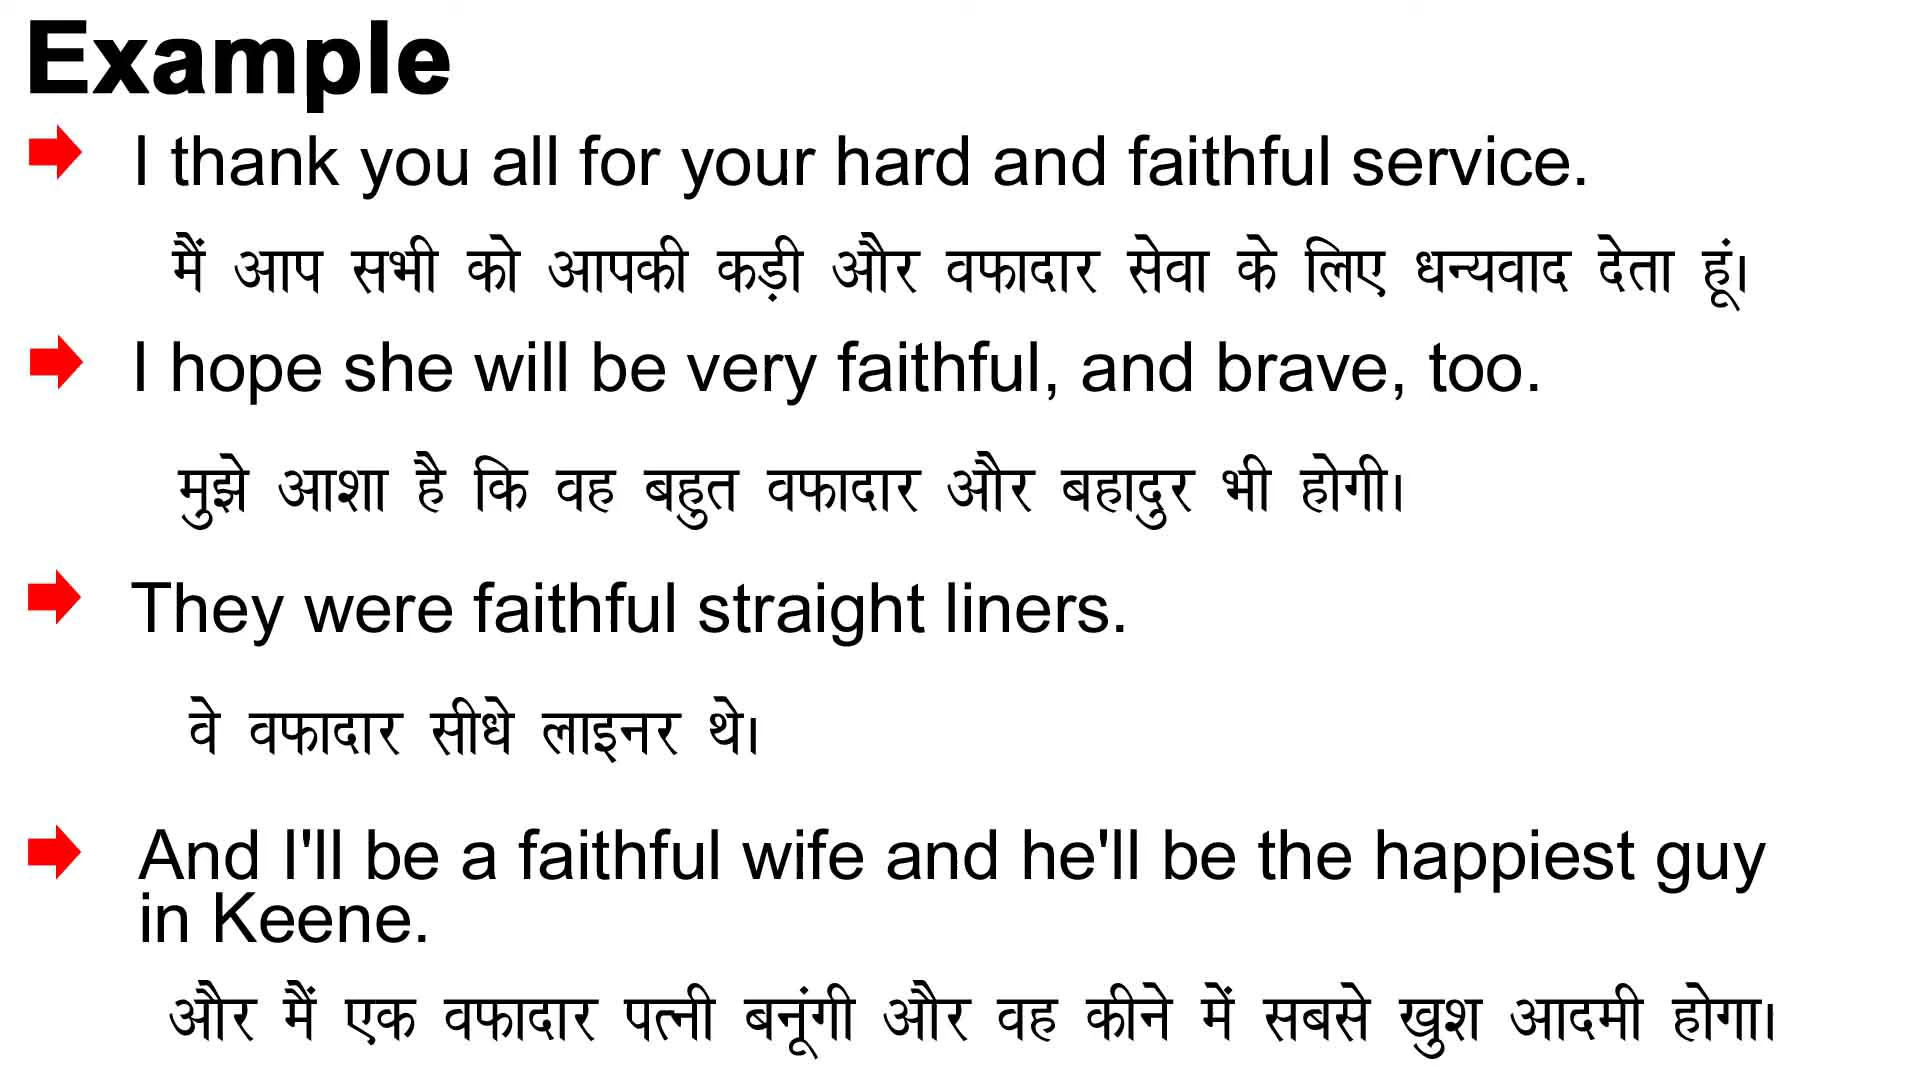 Example
I thank you all for your hard and faithful service.
मैं आप सभी को आपकी कड़ी और वफादार सेवा के लिए धन्यवाद देता हूं।
I hope she will be very faithful, and brave, too.
मुझे आशा है कि वह बहुत वफादार और बहादुर भी होगी।
They were faithful straight liners.
वे वफादार सीधे लाइनर थे।
And I'll be a faithful wife and he'll be the happiest guy
in Keene.
और मैं एक वफादार पत्नी बनूंगी और वह कीने में सबसे खुश आदमी होगा।